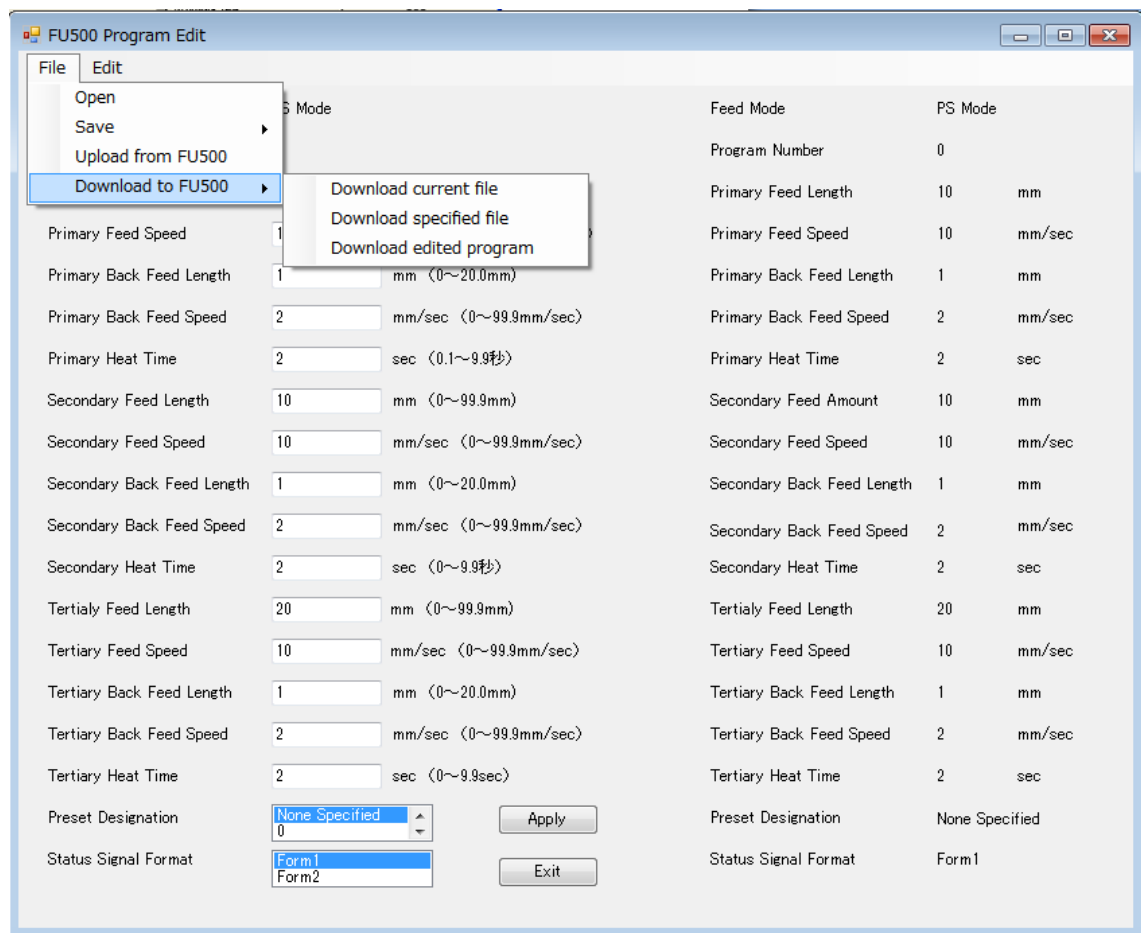 FU500 Program Edit
File Edit
Open
Save
Upload from FU500
Download to FU500
Download current file
Download specified file
Download edited program
S Mode Feed Mode PS Mode
Program Number 0
Primary Feed Length 10 mm
Primary Feed Speed 1 Primary Feed Speed 10 mm/sec
Primary Back Feed Length 1 mm (0～20.0mm) Primary Back Feed Length 1 mm
Primary Back Feed Speed 2 mm/sec (0～99.9mm/sec) Primary Back Feed Speed 2 mm/sec
Primary Heat Time 2 sec (0.1～9.9秒) Primary Heat Time 2 sec
Secondary Feed Length 10 mm (0～99.9mm) Secondary Feed Amount 10 mm
Secondary Feed Speed 10 mm/sec (0～99.9mm/sec) Secondary Feed Speed 10 mm/sec
Secondary Back Feed Length 1 mm (0～20.0mm) Secondary Back Feed Length 1 mm
Secondary Back Feed Speed 2 mm/sec (0～99.9mm/sec) Secondary Back Feed Speed 2 mm/sec
Secondary Heat Time 2 sec (0～9.9秒) Secondary Heat Time 2 sec
Tertialy Feed Length 20 mm (0～99.9mm) Tertialy Feed Length 20 mm
Tertiary Feed Speed 10 mm/sec (0～99.9mm/sec) Tertiary Feed Speed 10 mm/sec
Tertiary Back Feed Length 1 mm (0～20.0mm) Tertiary Back Feed Length 1 mm
Tertiary Back Feed Speed 2 mm/sec (0～99.9mm/sec) Tertiary Back Feed Speed 2 mm/sec
Tertiary Heat Time 2 sec (0～9.9sec) Tertiary Heat Time 2 sec
Preset Designation None Specified Apply Preset Designation None Specified
0
Status Signal Format Form1 Exit Status Signal Format Form1
Form2